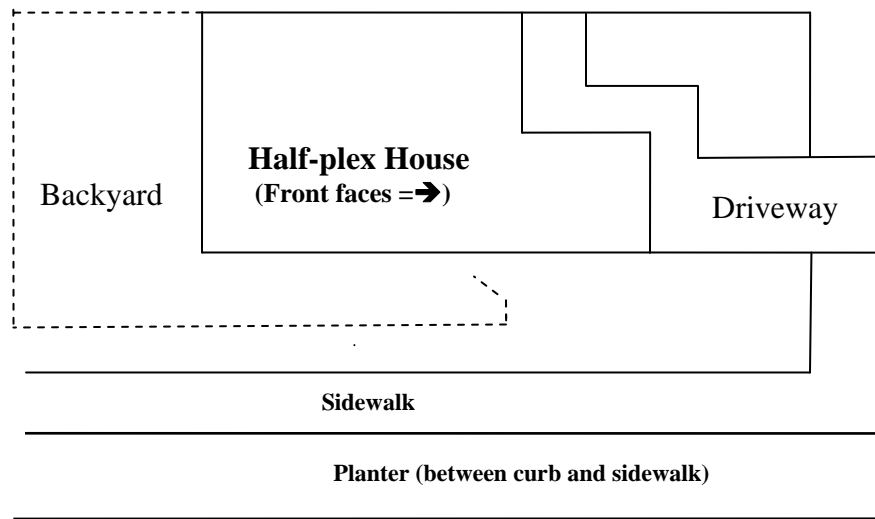 Half-plex House
(Front faces =➔)
Backyard
Driveway
Sidewalk
Planter (between curb and sidewalk)